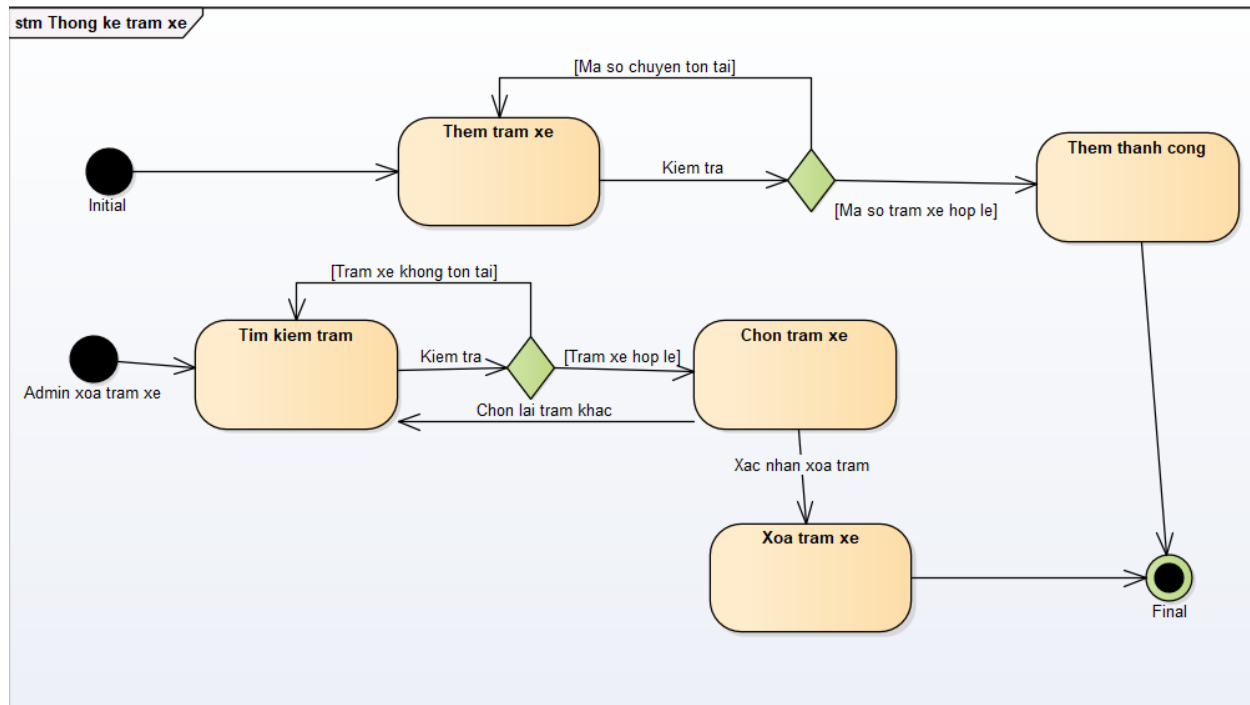 stm Thong ke tram xe
[Ma so chuyen ton tai]
Them tram xe
Them thanh cong
Kiem tra
Initial
[Ma so tram xe hop le]
[Tram xe khong ton tai]
Tim kiem tram
Chon tram xe
Kiem tra
[Tram xe hop le]
Admin xoa tram xe
Chon lai tram khac
Xac nhan xoa tram
Xoa tram xe
Final